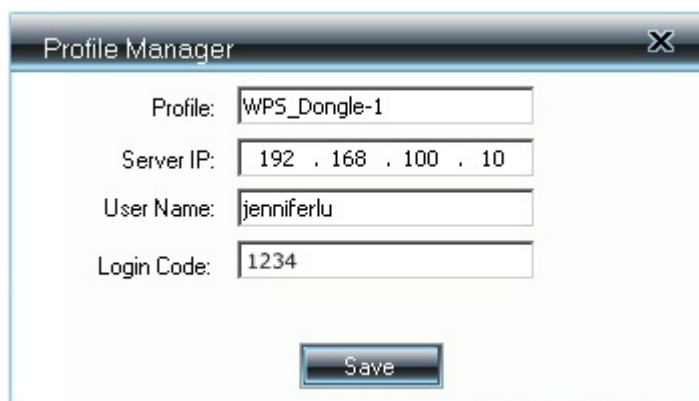 Profile Manager X
Profile: WPS_Dongle-1
Server IP: 192 . 168 . 100 . 10
User Name: jenniferlu
Login Code: 1234
Save